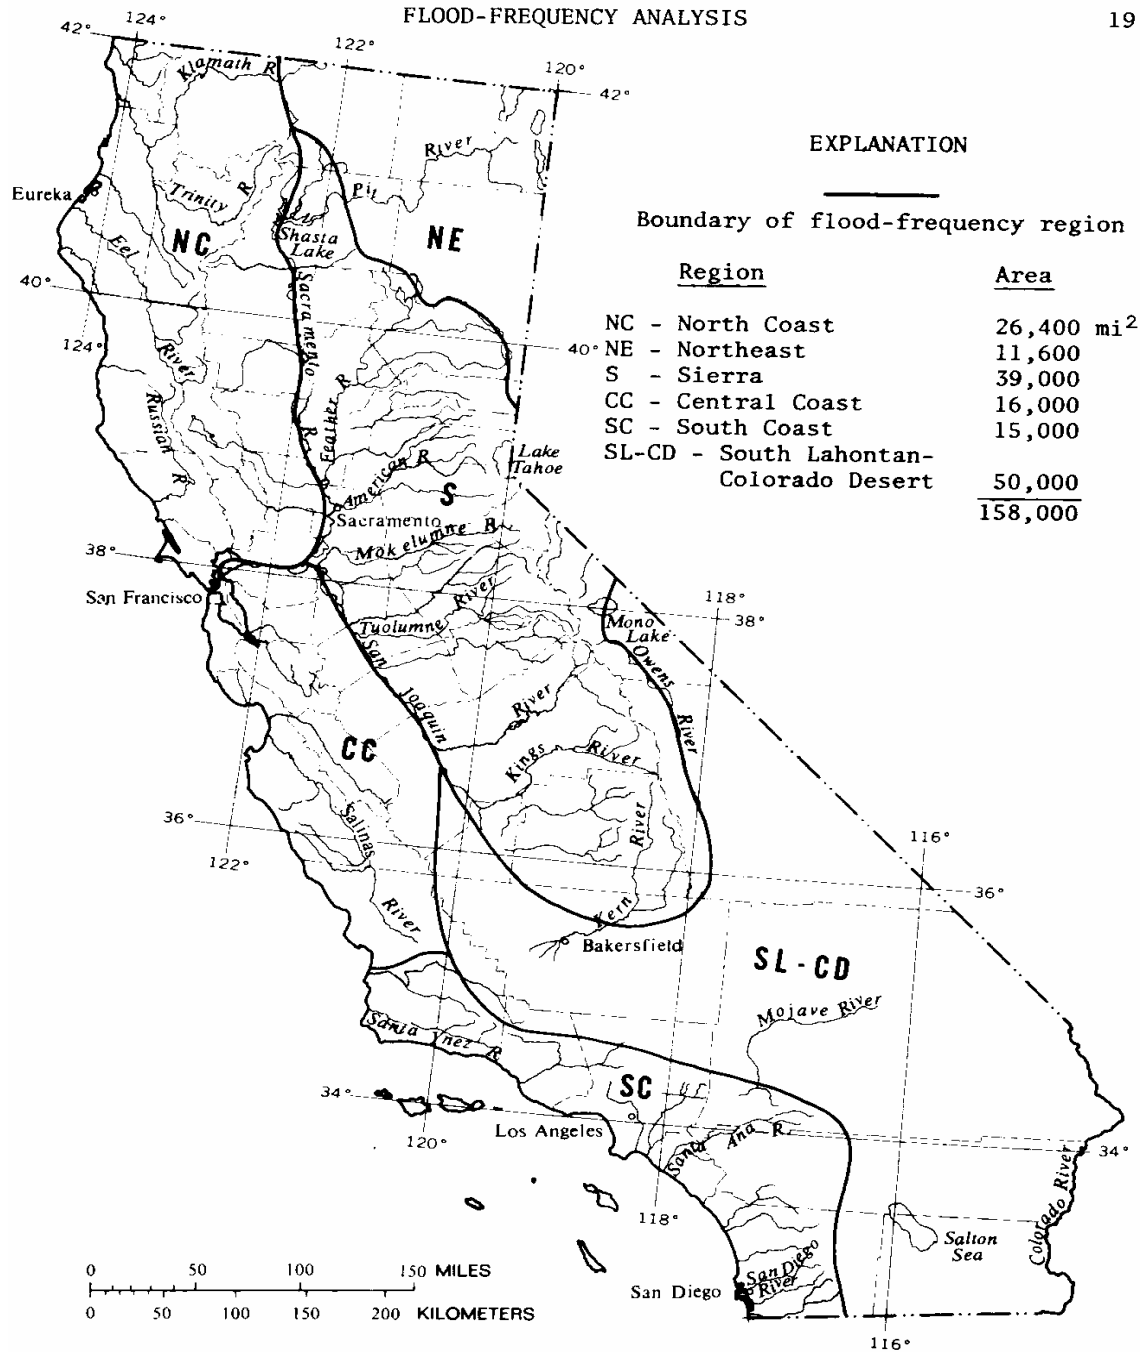 FLOOD-FREQUENCY ANALYSIS
19
42°
124°
122°
120°
42°
Klamath R
River
Pit
Eureka
Trinity R
NC
NE
Shasta
Lake
Eel
40°
124°
River
Russian R
Sacramento R
Feather R
40°
Lake
Tahoe
American R
S
Sacramento
Mokelumne R
38°
San Francisco
Tuolumne River
118°
38°
Mono
Lake
Owens River
San Joaquin River
CC
Kings River
Salinas River
36°
122°
Kern River
116°
36°
Bakersfield
SL-CD
Mojave River
Santa Ynez R
SC
34°
120°
Los Angeles
Santa Ana R.
118°
34°
Colorado River
Salton
Sea
San Diego
San Diego
River
116°
EXPLANATION
Boundary of flood-frequency region
Region Area
NC - North Coast 26,400 mi²
NE - Northeast 11,600
S - Sierra 39,000
CC - Central Coast 16,000
SC - South Coast 15,000
SL-CD - South Lahontan-
Colorado Desert 50,000
158,000
0 50 100 150 MILES
0 50 100 150 200 KILOMETERS